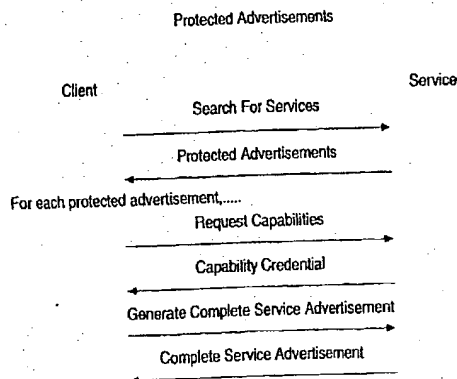 Protected Advertisements
Client
Service
Search For Services
Protected Advertisements
For each protected advertisement,.....
Request Capabilities
Capability Credential
Generate Complete Service Advertisement
Complete Service Advertisement